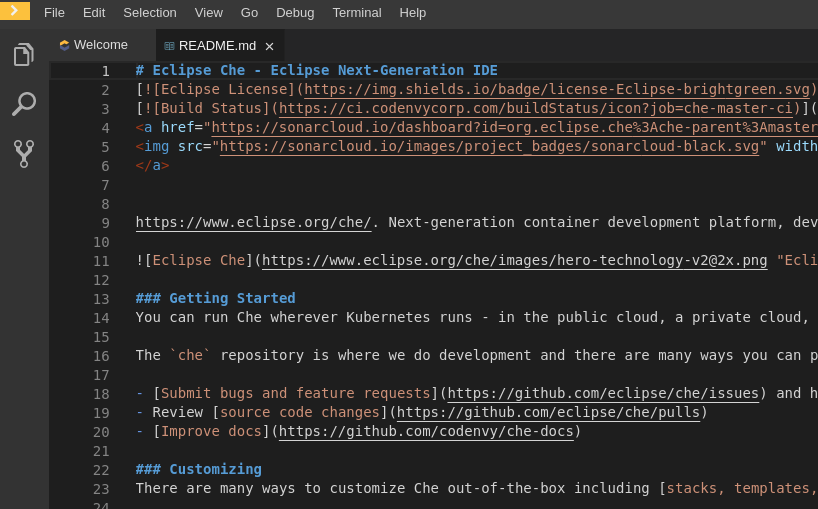 File Edit Selection View Go Debug Terminal Help
Welcome README.md ×
1 # Eclipse Che - Eclipse Next-Generation IDE
2 [![Eclipse License](https://img.shields.io/badge/license-Eclipse-brightgreen.svg)
3 [![Build Status](https://ci.codenvycorp.com/buildStatus/icon?job=che-master-ci)](
4 <a href="https://sonarcloud.io/dashboard?id=org.eclipse.che%3Ache-parent%3Amaster
5 <img src="https://sonarcloud.io/images/project_badges/sonarcloud-black.svg" width
6 </a>
7
8
9 https://www.eclipse.org/che/. Next-generation container development platform, dev
10
11 ![Eclipse Che](https://www.eclipse.org/che/images/hero-technology-v2@2x.png "Ecli
12
13 ### Getting Started
14 You can run Che wherever Kubernetes runs - in the public cloud, a private cloud,
15
16 The `che` repository is where we do development and there are many ways you can p
17
18 - [Submit bugs and feature requests](https://github.com/eclipse/che/issues) and h
19 - Review [source code changes](https://github.com/eclipse/che/pulls)
20 - [Improve docs](https://github.com/codenvy/che-docs)
21
22 ### Customizing
23 There are many ways to customize Che out-of-the-box including [stacks, templates,
24